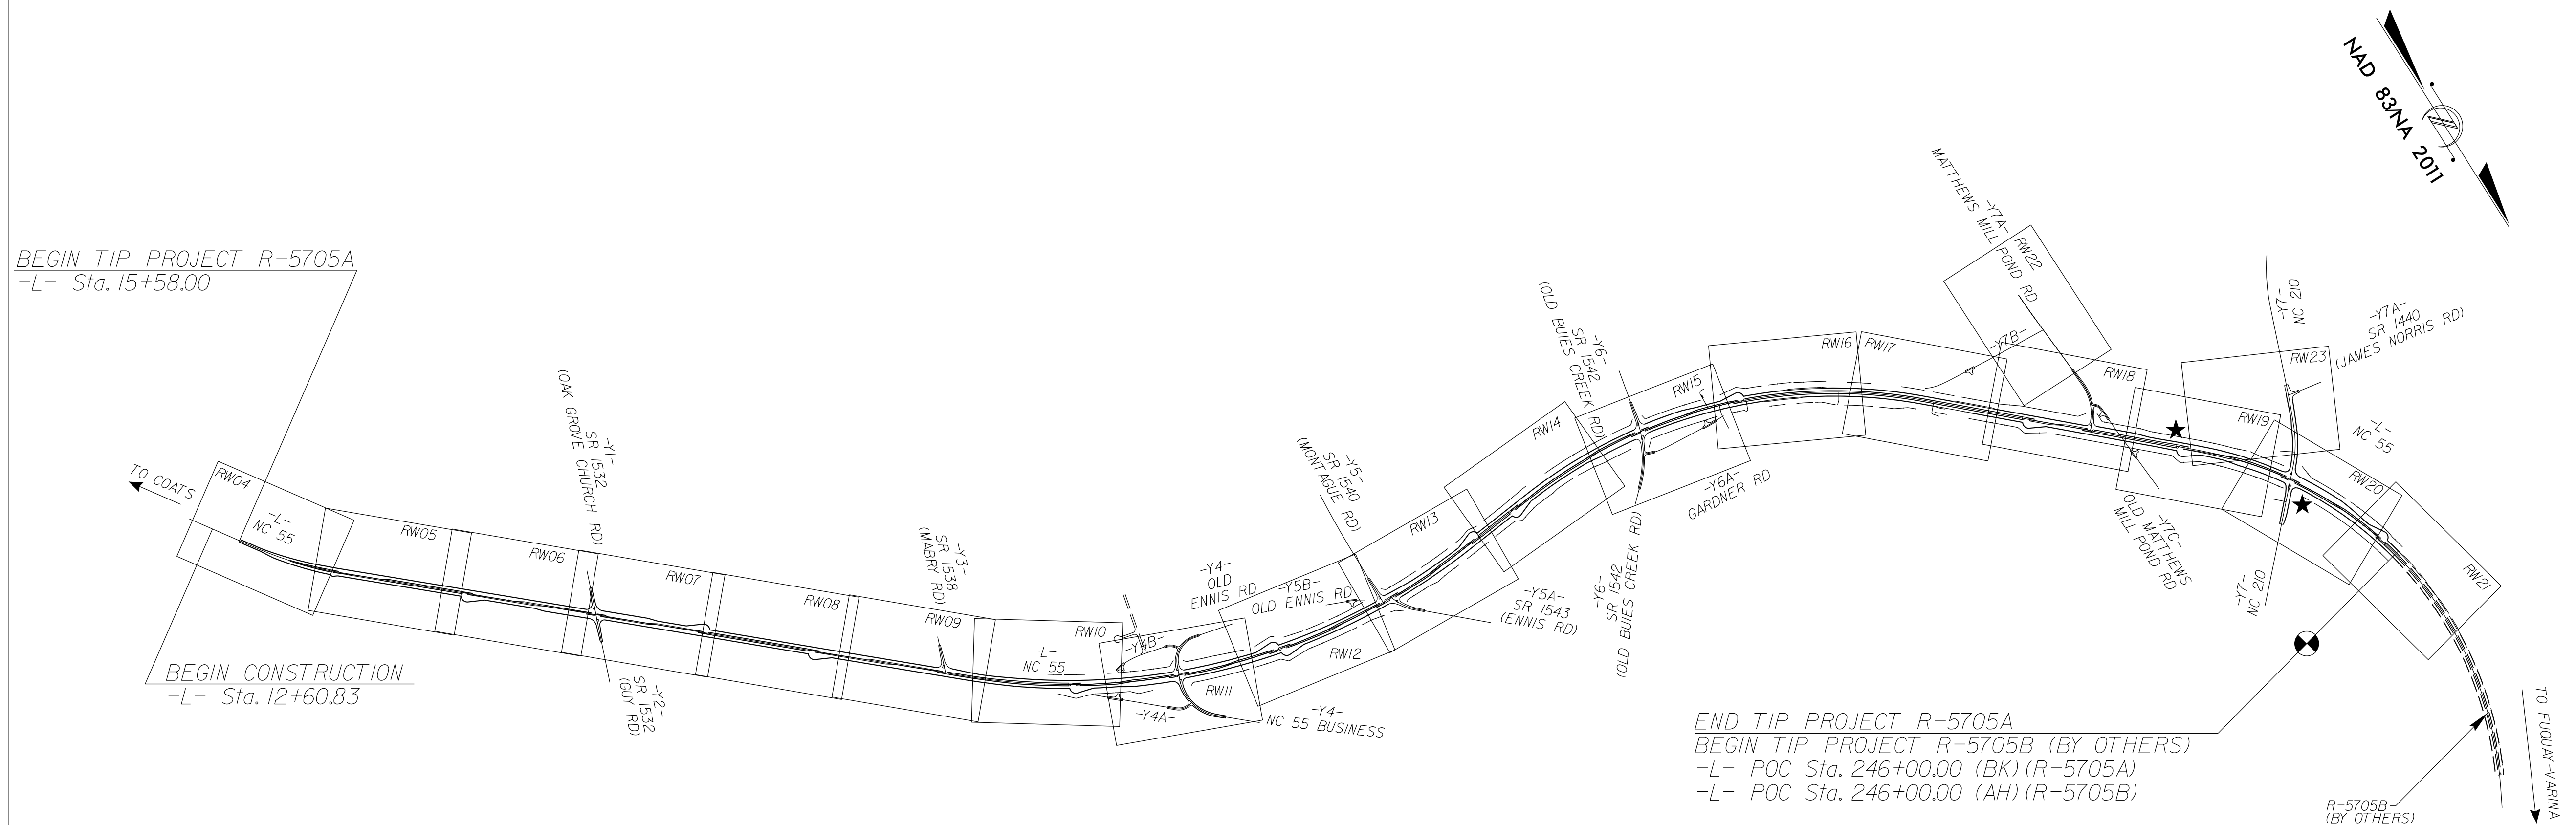 NAD 83/NA 2011
BEGIN TIP PROJECT R-5705A
-L- Sta. 15+58.00
TO COATS
RW04
-L-
NC 55
BEGIN CONSTRUCTION
-L- Sta. 12+60.83
RW05
RW06
-Y1-
SR 1532
(OAK GROVE CHURCH RD)
-Y2-
SR 1532
(GUY RD)
RW07
RW08
-Y3-
SR 1538
(MABRY RD)
RW09
-L-
NC 55
RW10
-Y4B-
-Y4A-
RW11
-Y4-
OLD
ENNIS RD
-Y4-
NC 55 BUSINESS
-Y5B-
OLD ENNIS RD
RW12
-Y5-
SR 1540
(MONTAGUE RD)
RW13
-Y5A-
SR 1543
(ENNIS RD)
RW14
-Y6-
SR 1542
(OLD BUIES CREEK RD)
-Y6-
SR 1542
(OLD BUIES CREEK RD)
RW15
-Y6A-
GARDNER RD
RW16
RW17
-Y7A-
MATTHEWS MILL POND RD
RW22
-Y7B-
RW18
-Y7C-
OLD MATTHEWS
MILL POND RD
RW19
-Y7-
NC 210
-Y7A-
SR 1440
(JAMES NORRIS RD)
RW23
-L-
NC 55
-Y7-
NC 210
RW20
RW21
END TIP PROJECT R-5705A
BEGIN TIP PROJECT R-5705B (BY OTHERS)
-L- POC Sta. 246+00.00 (BK)(R-5705A)
-L- POC Sta. 246+00.00 (AH)(R-5705B)
R-5705B
(BY OTHERS)
TO FUQUAY-VARINA